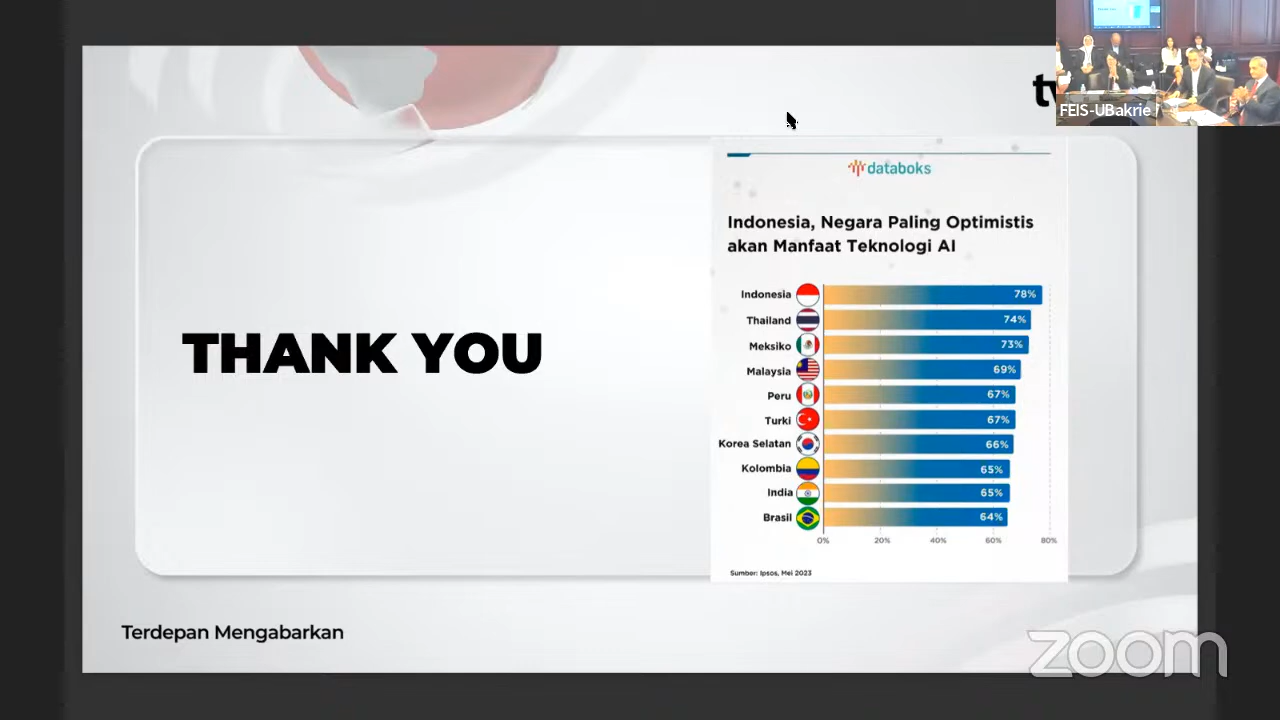 FEIS-UBakrie
databoks
Indonesia, Negara Paling Optimistis
akan Manfaat Teknologi AI
Indonesia 78%
Thailand 74%
Meksiko 73%
Malaysia 69%
Peru 67%
Turki 67%
Korea Selatan 66%
Kolombia 65%
India 65%
Brasil 64%
0% 20% 40% 60% 80%
Sumber: Ipsos, Mei 2023
THANK YOU
Terdepan Mengabarkan
zoom